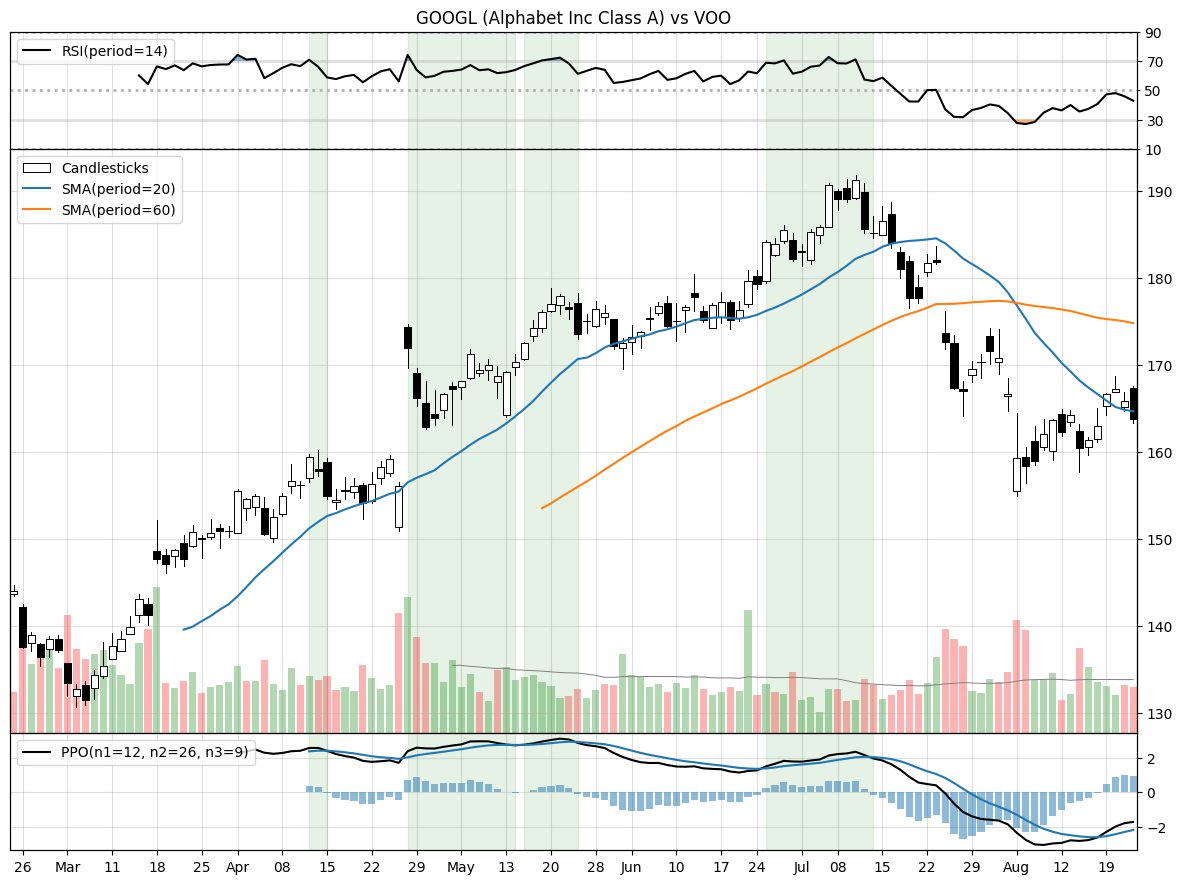 GOOGL (Alphabet Inc Class A) vs VOO
RSI(period=14)
90
70
50
30
10
Candlesticks
SMA(period=20)
SMA(period=60)
190
180
170
160
150
140
130
PPO(n1=12, n2=26, n3=9)
2
0
−2
26 Mar 11 18 25 Apr 08 15 22 May 13 20 28 Jun 10 17 24 Jul 08 15 22 29 Aug 12 19